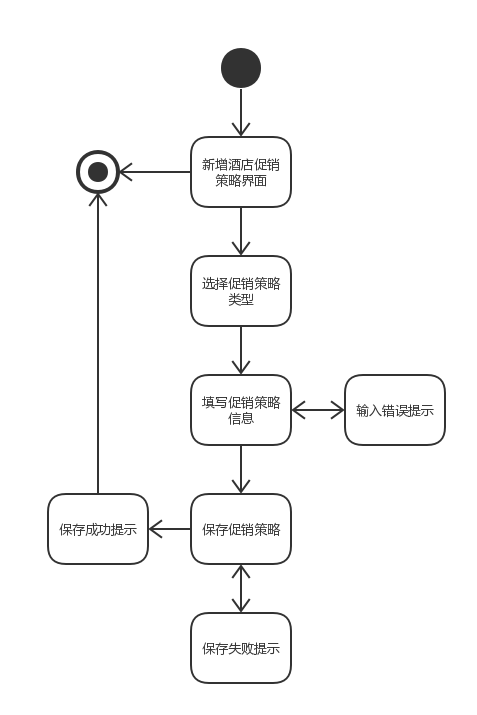 新增酒店促销
策略界面
选择促销策略
类型
填写促销策略
信息
输入错误提示
保存成功提示
保存促销策略
保存失败提示